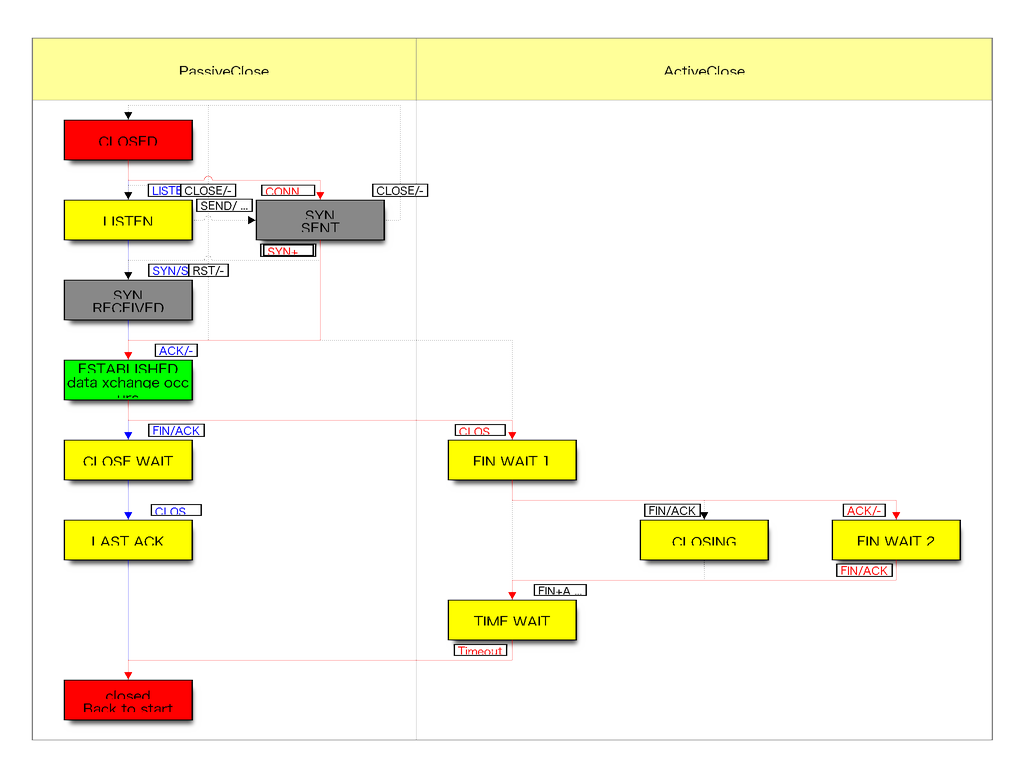 PassiveClose
ActiveClose
CLOSED
LISTE
CLOSE/-
CONN
CLOSE/-
SEND/ ...
LISTEN
SYN
SENT
SYN+
SYN/S
RST/-
SYN
RECEIVED
ACK/-
ESTABLISHED
data xchange occ
urs
FIN/ACK
CLOS
CLOSE WAIT
FIN WAIT 1
CLOS
FIN/ACK
ACK/-
LAST ACK
CLOSING
FIN WAIT 2
FIN/ACK
FIN+A ...
TIME WAIT
Timeout
closed
Back to start